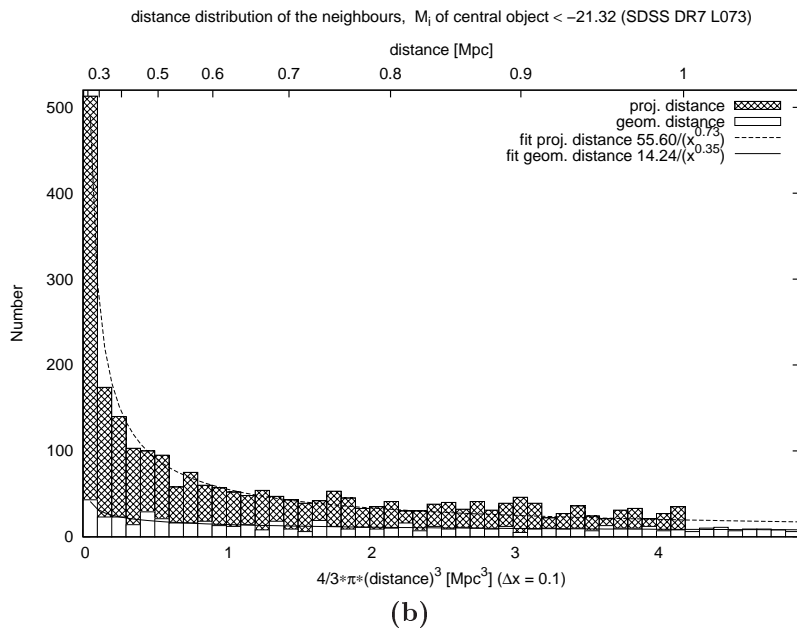 distance distribution of the neighbours, M_i of central object < −21.32 (SDSS DR7 L073)
distance [Mpc]
0.3 0.5 0.6 0.7 0.8 0.9 1
500
400
300
200
100
0
Number
proj. distance
geom. distance
fit proj. distance 55.60/(x^0.73)
fit geom. distance 14.24/(x^0.35)
0 1 2 3 4
4/3*π*(distance)^3 [Mpc^3] (Δx = 0.1)
(b)